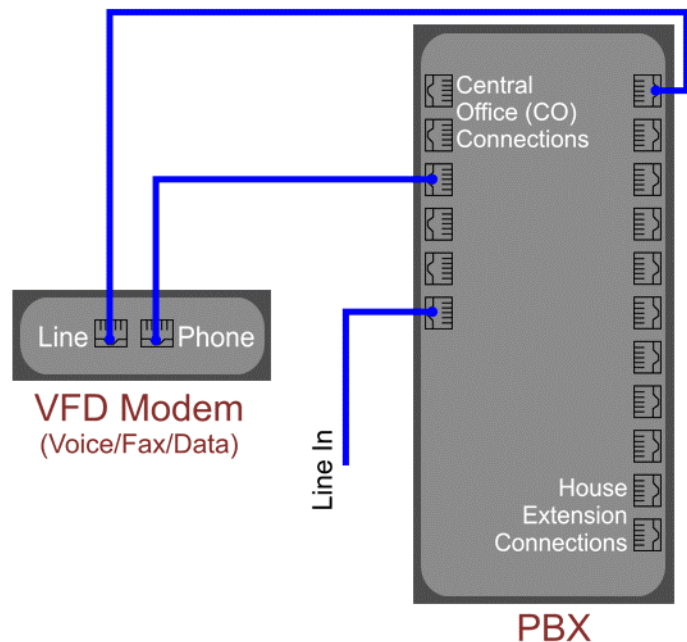 Central
Office (CO)
Connections
Line
Phone
VFD Modem
(Voice/Fax/Data)
Line In
House
Extension
Connections
PBX